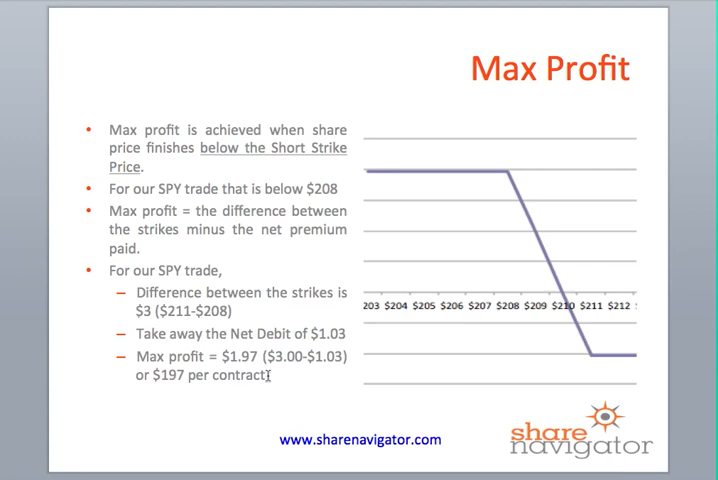 Max Profit
• Max profit is achieved when share
price finishes below the Short Strike
Price.
• For our SPY trade that is below $208
• Max profit = the difference between
the strikes minus the net premium
paid.
• For our SPY trade,
– Difference between the strikes is
$3 ($211-$208)
– Take away the Net Debit of $1.03
– Max profit = $1.97 ($3.00-$1.03)
or $197 per contract
203 $204 $205 $206 $207 $208 $209 $210 $211 $212
www.sharenavigator.com
share
navigator